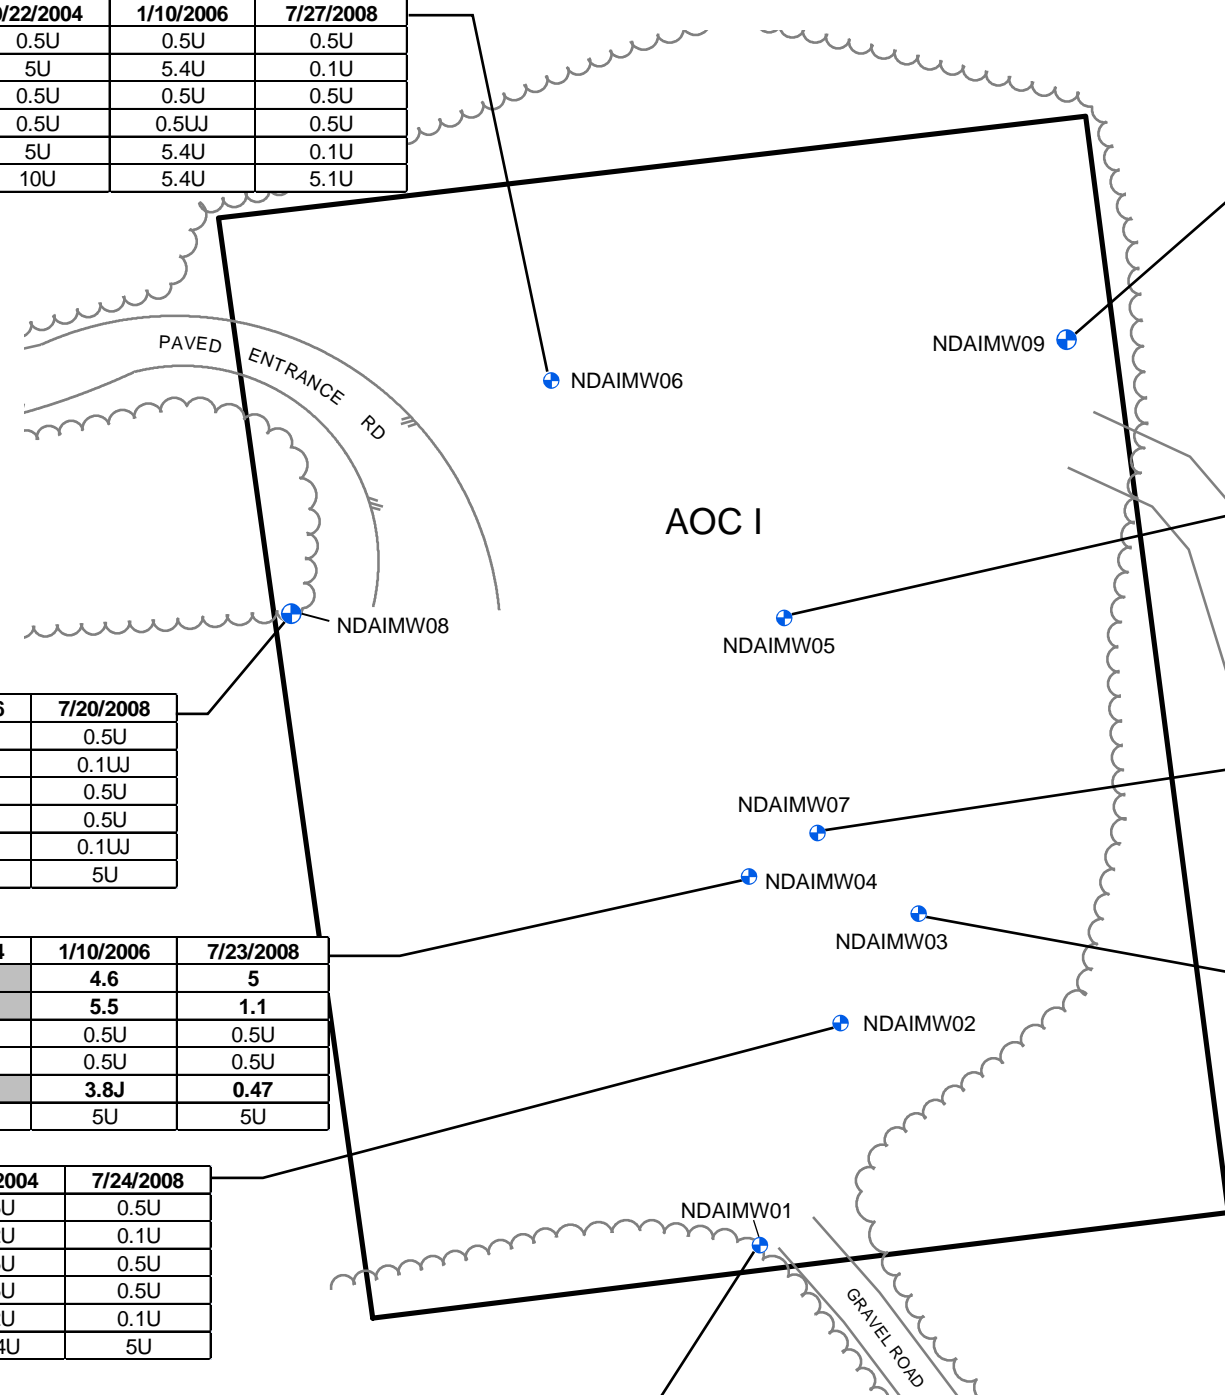 /22/2004 1/10/2006 7/27/2008
0.5U 0.5U 0.5U
5U 5.4U 0.1U
0.5U 0.5U 0.5U
0.5U 0.5UJ 0.5U
5U 5.4U 0.1U
10U 5.4U 5.1U
NDAIMW09
PAVED ENTRANCE RD
NDAIMW06
AOC I
NDAIMW08
NDAIMW05
7/20/2008
0.5U
0.1UJ
0.5U
0.5U
0.1UJ
5U
NDAIMW07
NDAIMW04
NDAIMW03
1/10/2006 7/23/2008
4.6 5
5.5 1.1
0.5U 0.5U
0.5U 0.5U
3.8J 0.47
5U 5U
NDAIMW02
2004 7/24/2008
U 0.5U
U 0.1U
U 0.5U
U 0.5U
U 0.1U
U 5U
NDAIMW01
GRAVEL ROAD